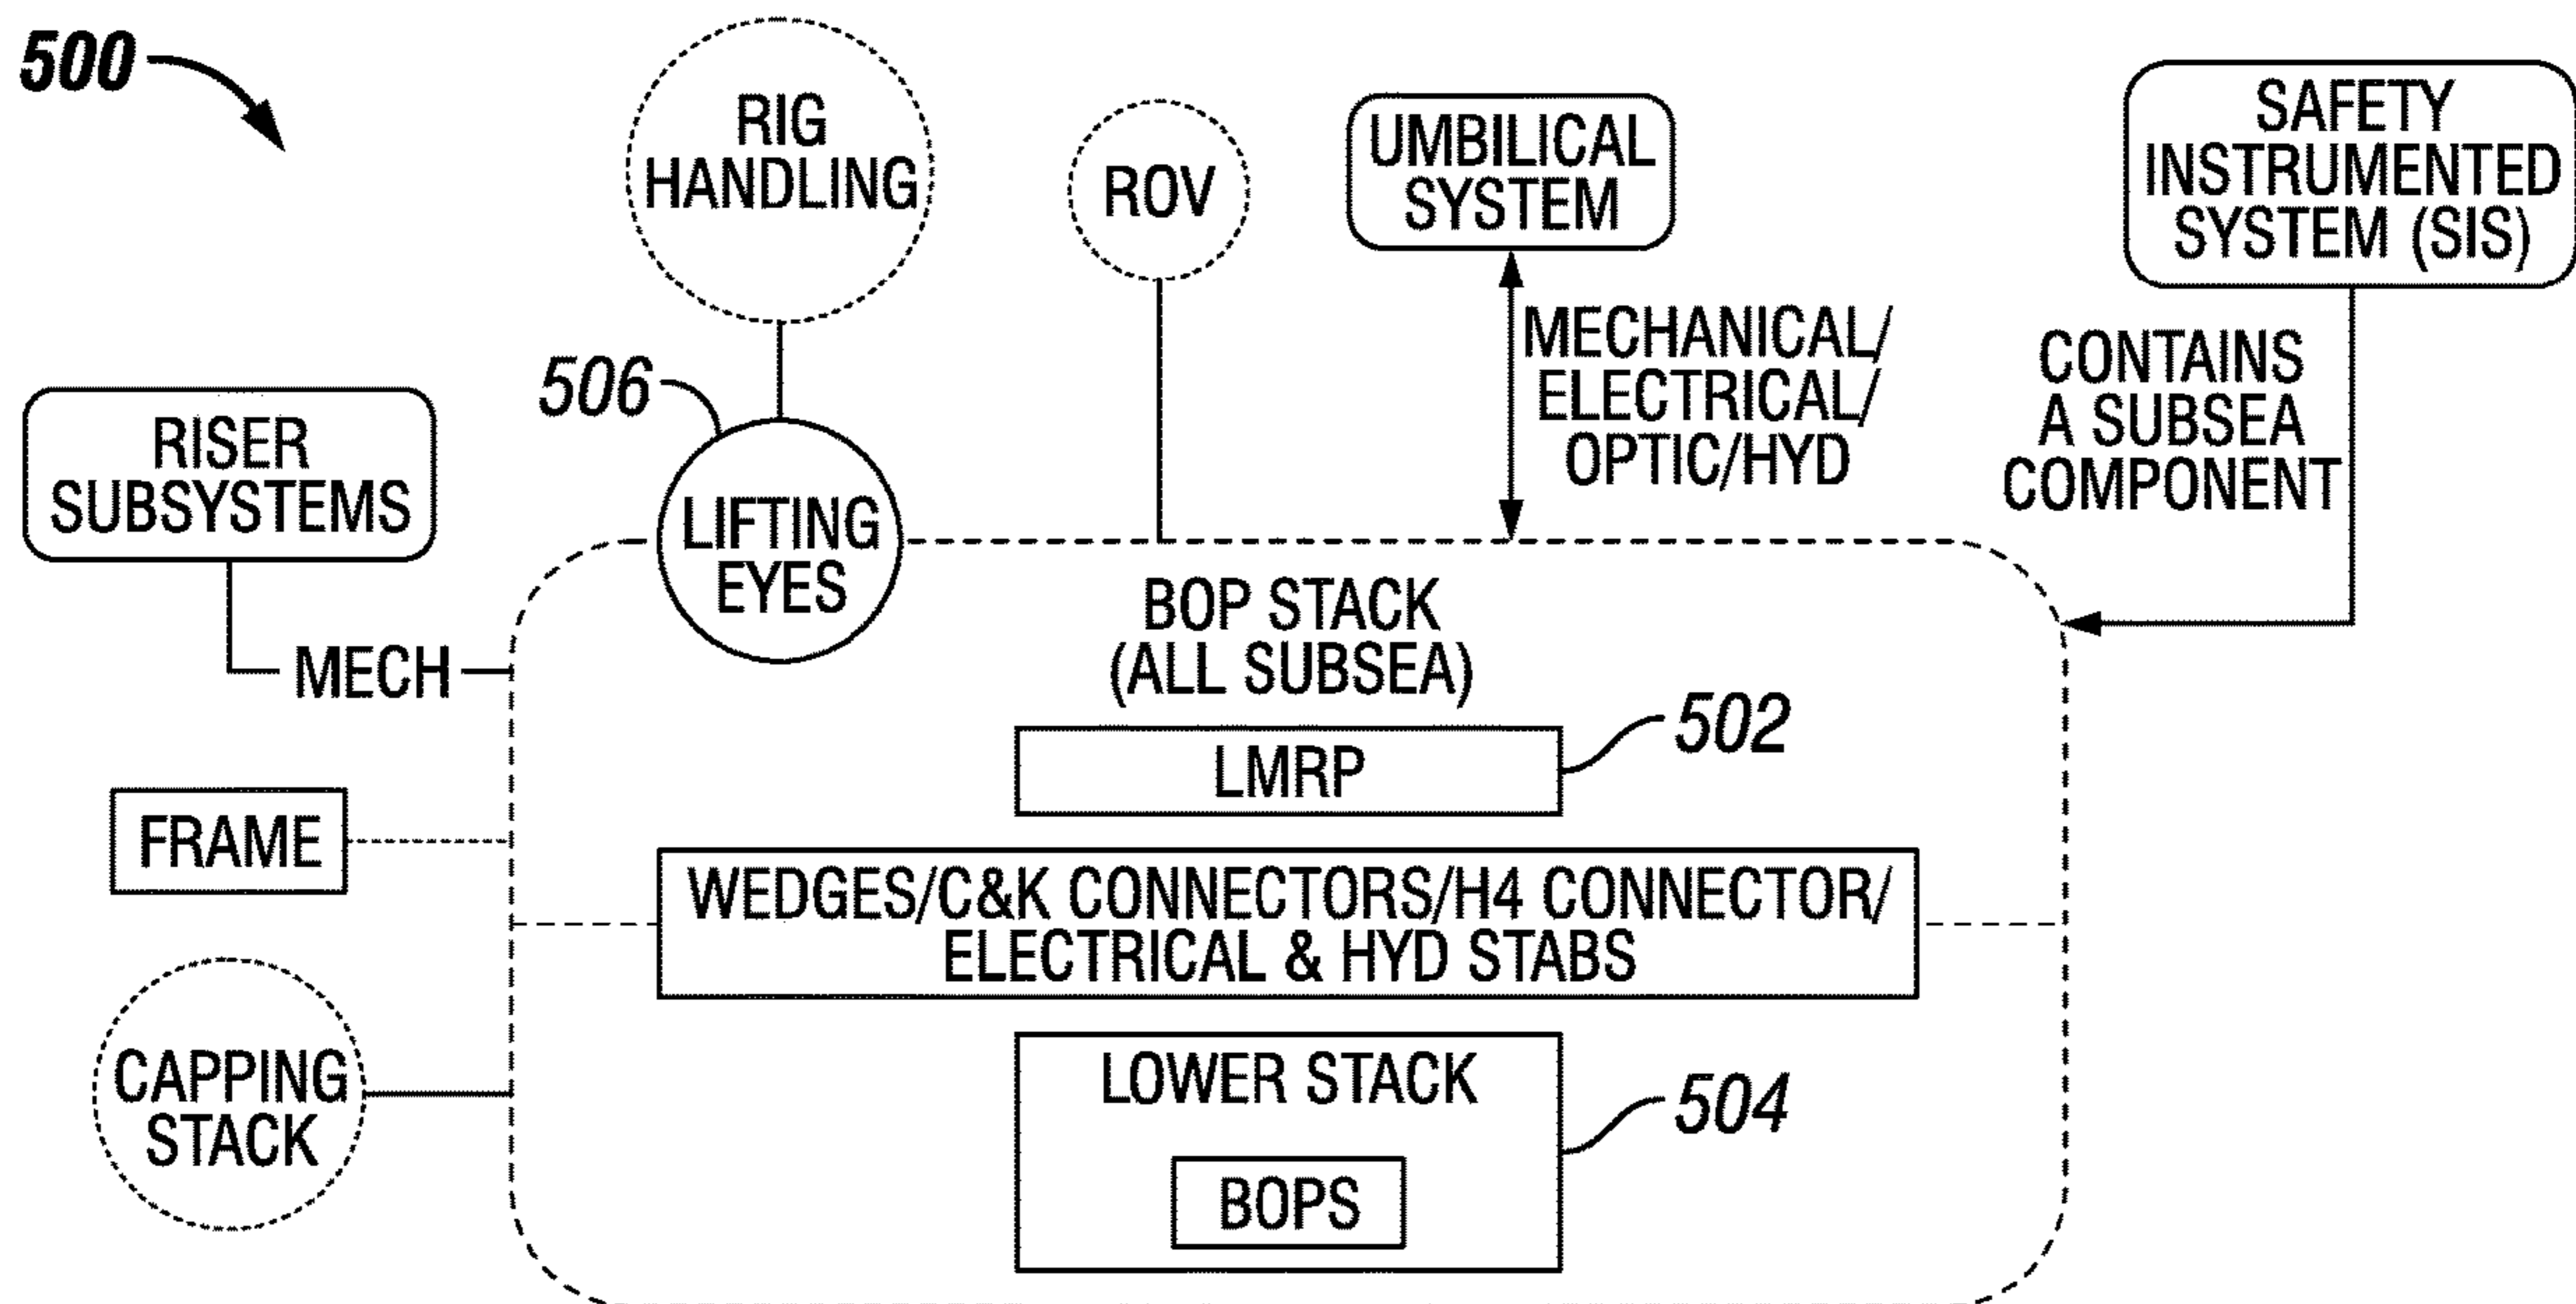 500
RIG
HANDLING
ROV
UMBILICAL
SYSTEM
SAFETY
INSTRUMENTED
SYSTEM (SIS)
MECHANICAL/
ELECTRICAL/
OPTIC/HYD
CONTAINS
A SUBSEA
COMPONENT
506
RISER
SUBSYSTEMS
LIFTING
EYES
MECH
BOP STACK
(ALL SUBSEA)
502
LMRP
FRAME
WEDGES/C&K CONNECTORS/H4 CONNECTOR/
ELECTRICAL & HYD STABS
CAPPING
STACK
LOWER STACK
504
BOPS